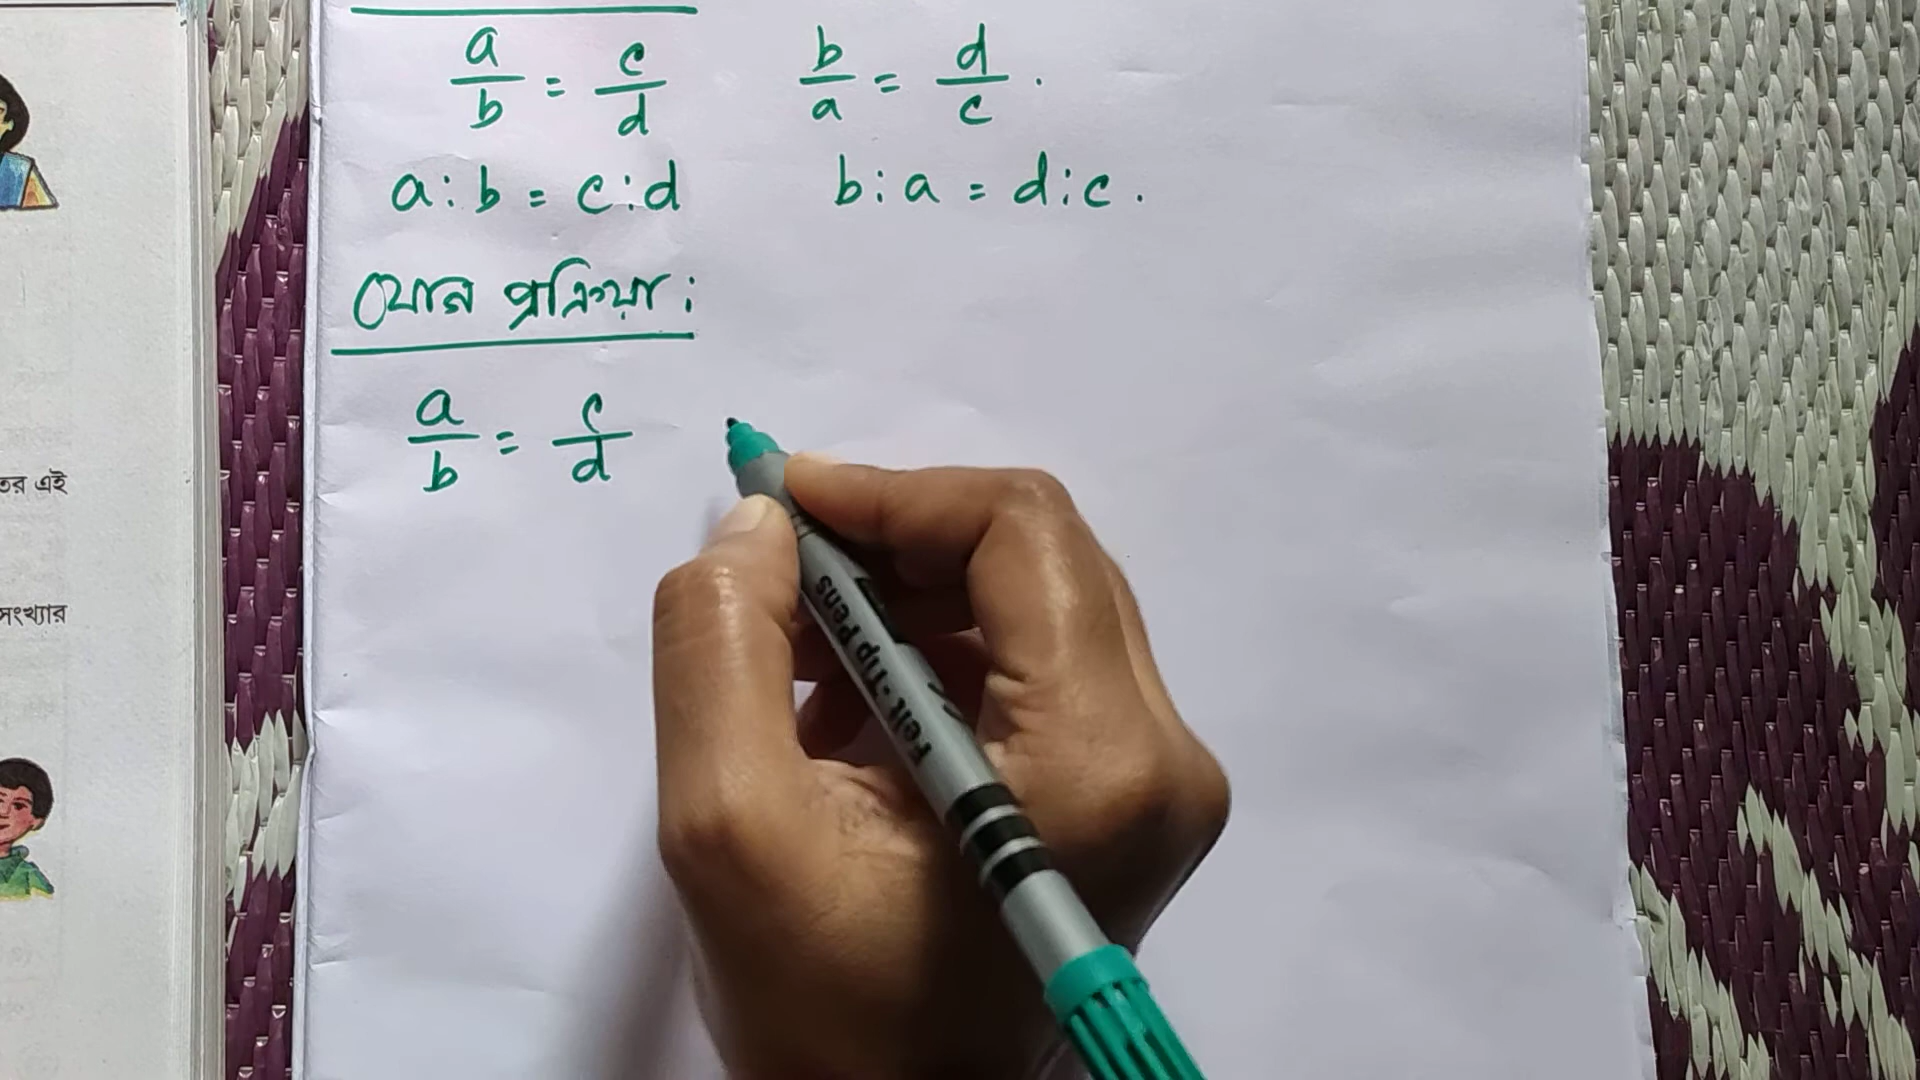 a/b = c/d b/a = d/c .
a : b = c : d b : a = d : c .
যোজন প্রক্রিয়া :
a/b = c/d
তর এই
সংখ্যার
Felt-Tip Pens